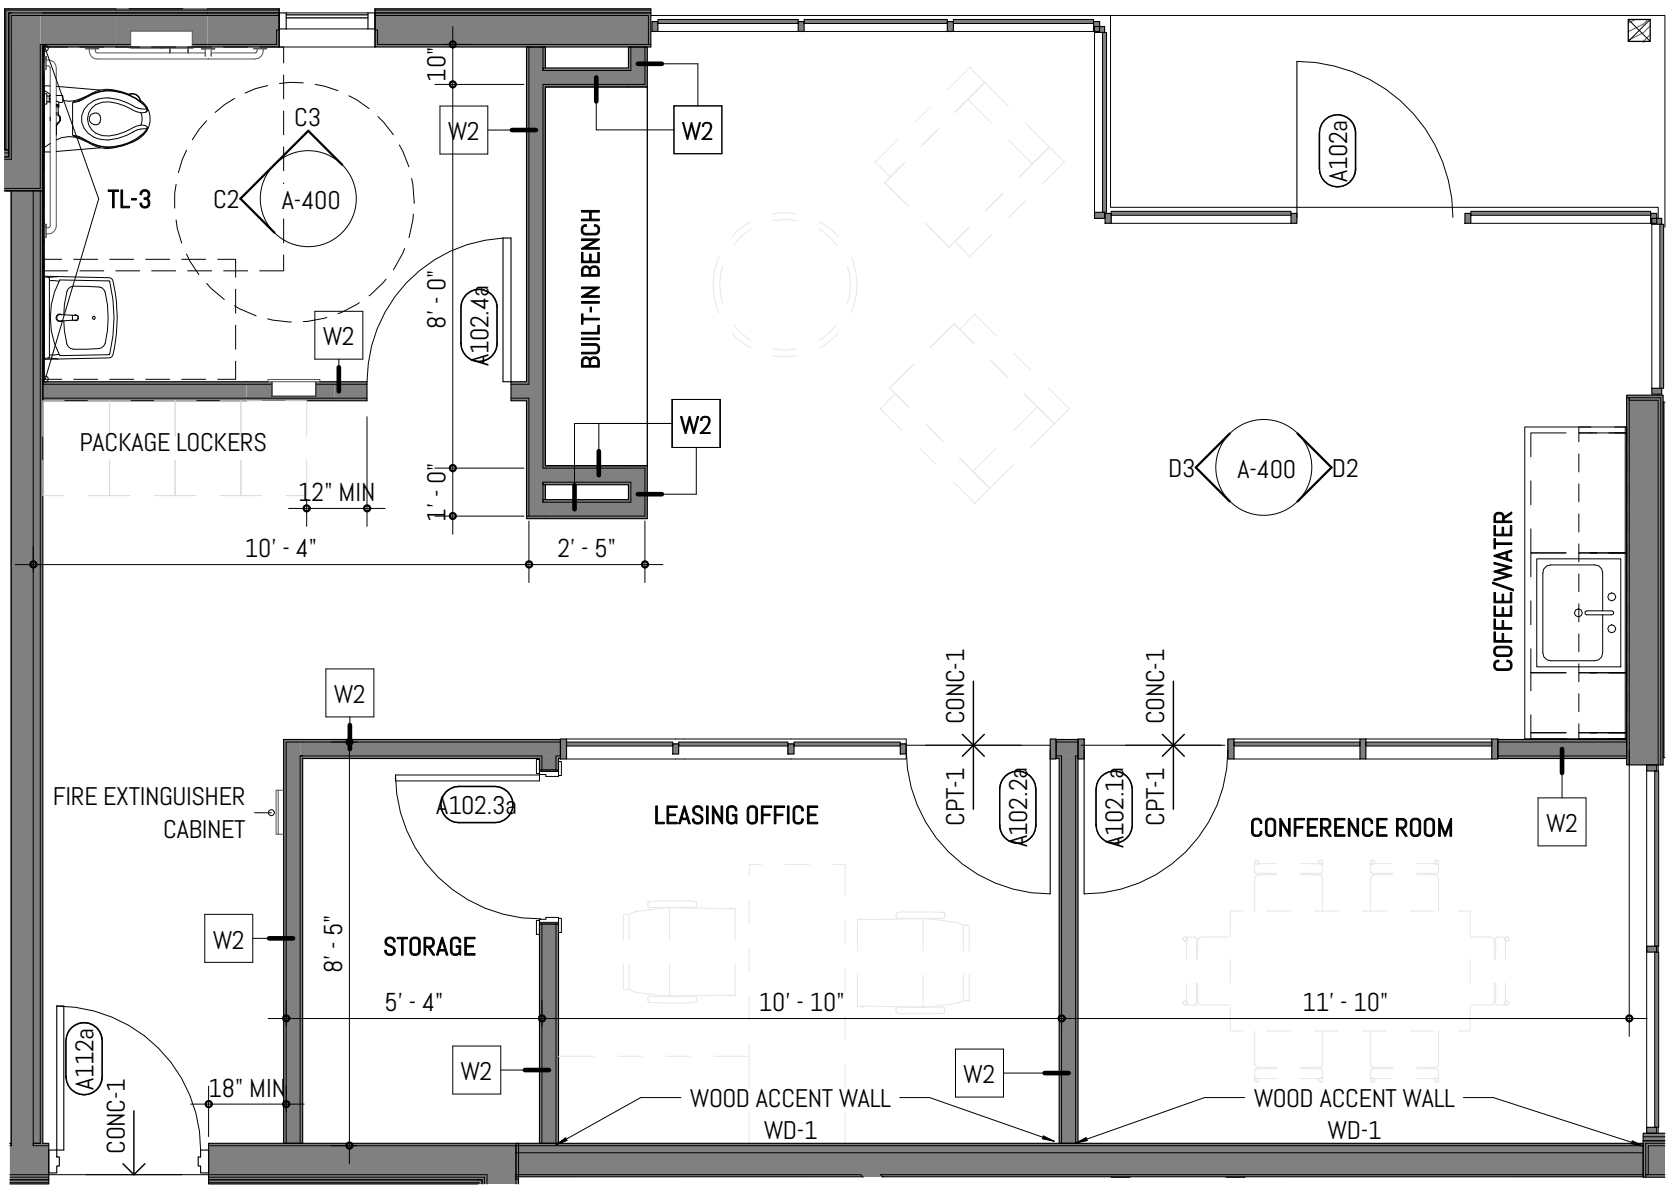 10"
C3
W2
W2
A102a
TL-3
C2
A-400
BUILT-IN BENCH
8' - 0"
A102.4a
W2
W2
PACKAGE LOCKERS
D3
A-400
D2
12" MIN
1' - 0"
10' - 4"
2' - 5"
COFFEE/WATER
W2
CONC-1
CPT-1
CONC-1
CPT-1
FIRE EXTINGUISHER
CABINET
A102.3a
LEASING OFFICE
A102.2a
A102.1a
CONFERENCE ROOM
W2
W2
8' - 5"
STORAGE
5' - 4"
10' - 10"
11' - 10"
A112a
W2
W2
18" MIN
CONC-1
WOOD ACCENT WALL
WD-1
WOOD ACCENT WALL
WD-1